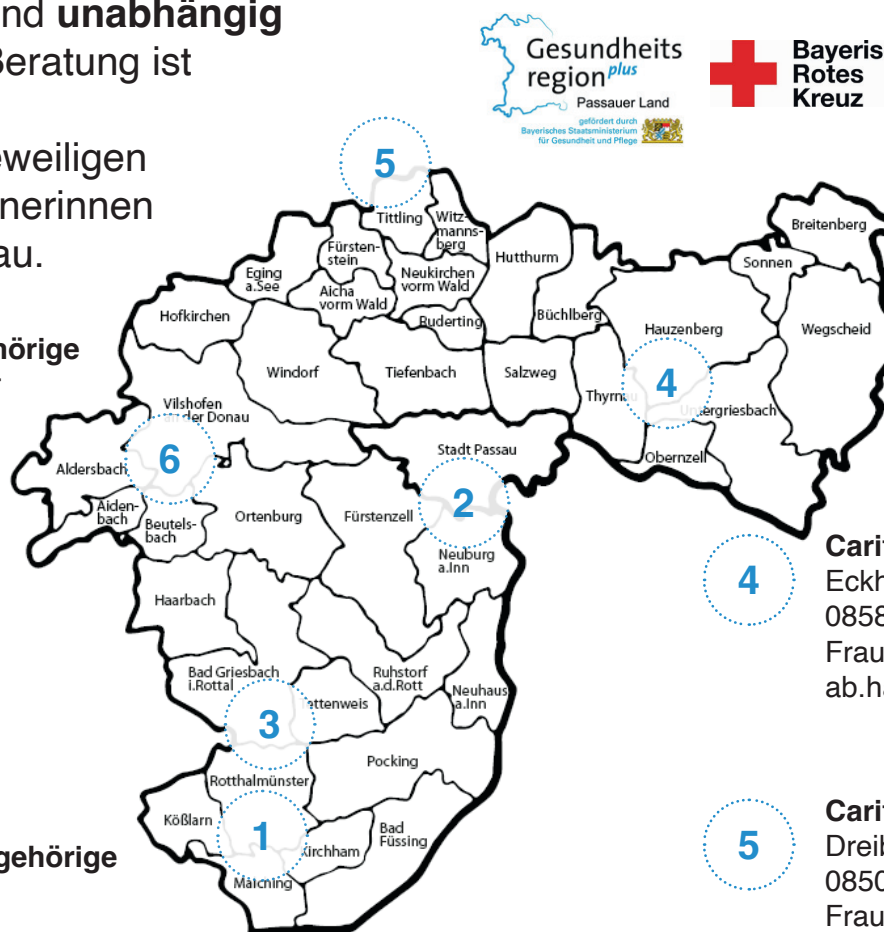 nd unabhängig
Beratung ist
eweiligen
nerinnen
au.
hörige
gehörige
Gesundheits
region plus
Passauer Land
gefördert durch
Bayerisches Staatsministerium
für Gesundheit und Pflege
Bayeris
Rotes
Kreuz
5
Tittling
Witz-
manns-
berg
Fürsten-
stein
Hutthurm
Breitenberg
Sonnen
Eging
a.See
Neukirchen
vorm Wald
Aicha
vorm Wald
Hofkirchen
Ruderting
Büchlberg
Hauzenberg
Wegscheid
Windorf
Tiefenbach
Salzweg
4
Thyrnau
Untergriesbach
Vilshofen
an der Donau
Stadt Passau
Obernzell
6
Aldersbach
2
Aiden-
bach
Beutels-
bach
Ortenburg
Fürstenzell
Neuburg
a.Inn
Haarbach
Bad Griesbach
i.Rottal
Ruhstorf
a.d.Rott
Neuhaus
a.Inn
Tettenweis
3
Pocking
Rotthalmünster
Kößlarn
1
Kirchham
Bad
Füssing
Malching
4
Carit
Eckh
0858
Frau
ab.ha
5
Carit
Dreib
0850
Frau